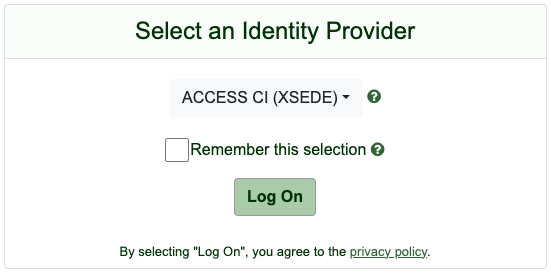 Select an Identity Provider
ACCESS CI (XSEDE)
Remember this selection
Log On
By selecting "Log On", you agree to the privacy policy.